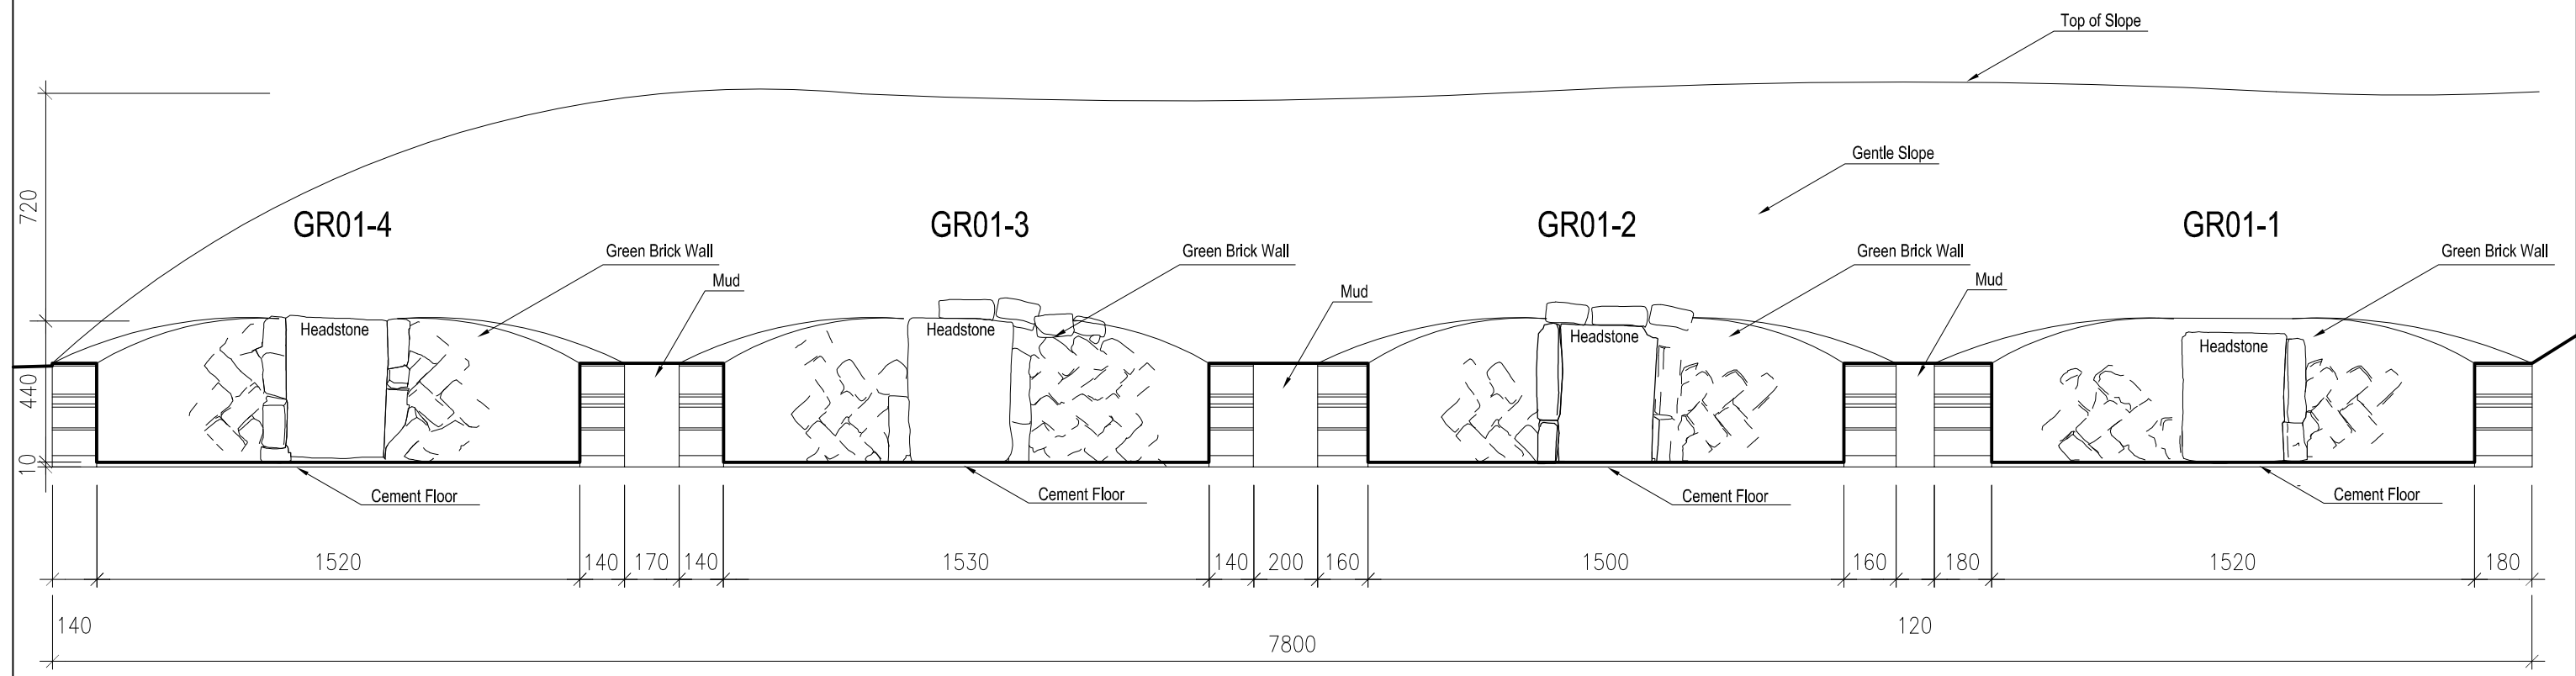 Top of Slope
Gentle Slope
GR01-4
GR01-3
GR01-2
GR01-1
Green Brick Wall
Mud
Green Brick Wall
Mud
Green Brick Wall
Mud
Green Brick Wall
Headstone
Headstone
Headstone
Headstone
720
440
10
Cement Floor
Cement Floor
Cement Floor
Cement Floor
1520
140
170
140
1530
140
200
160
1500
160
180
1520
180
140
120
7800